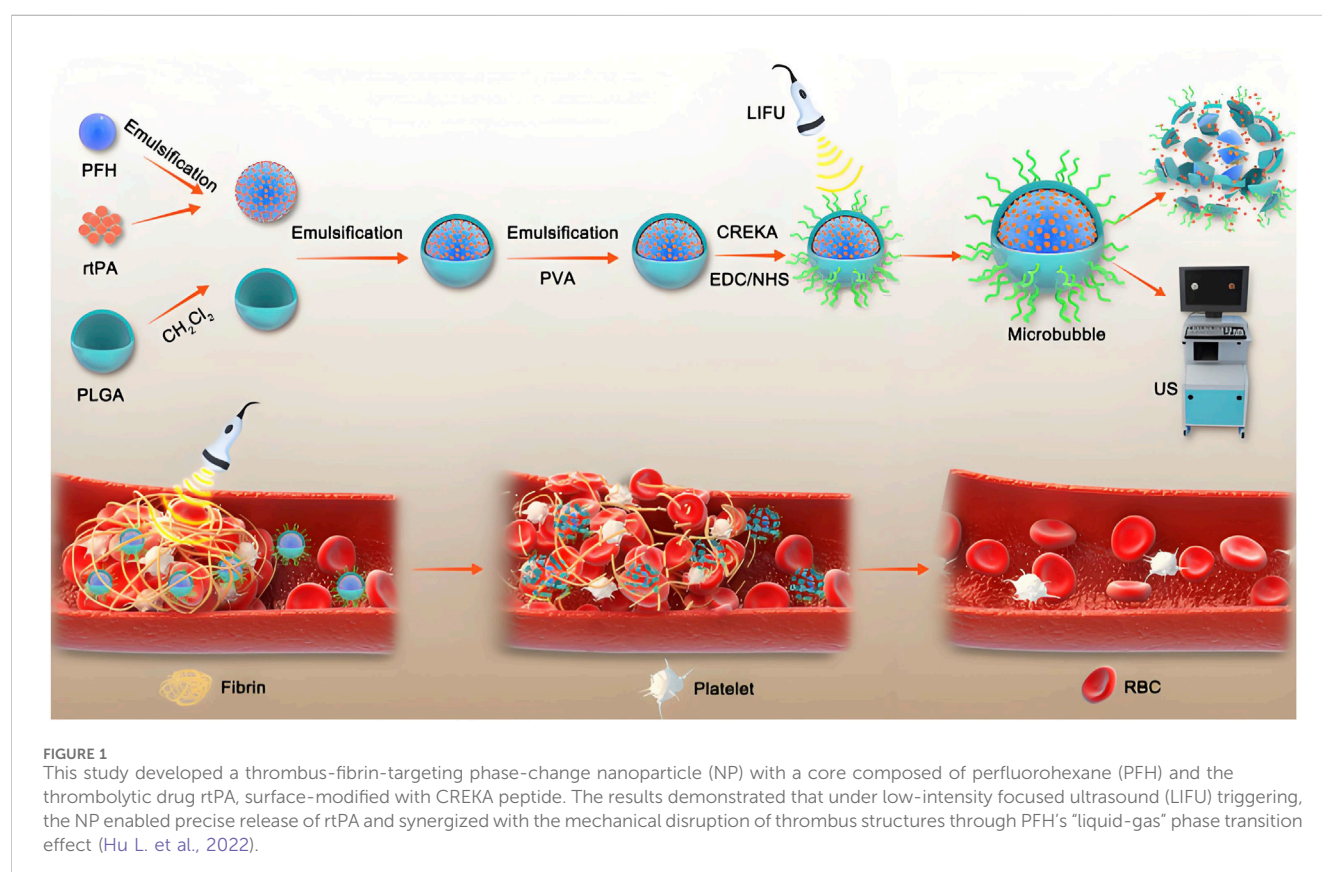 PFH
Emulsification
rtPA
PLGA
CH₂Cl₂
Emulsification
Emulsification
PVA
CREKA
EDC/NHS
LIFU
Microbubble
US
Fibrin
Platelet
RBC
FIGURE 1
This study developed a thrombus-fibrin-targeting phase-change nanoparticle (NP) with a core composed of perfluorohexane (PFH) and the
thrombolytic drug rtPA, surface-modified with CREKA peptide. The results demonstrated that under low-intensity focused ultrasound (LIFU) triggering,
the NP enabled precise release of rtPA and synergized with the mechanical disruption of thrombus structures through PFH's “liquid-gas” phase transition
effect (Hu L. et al., 2022).